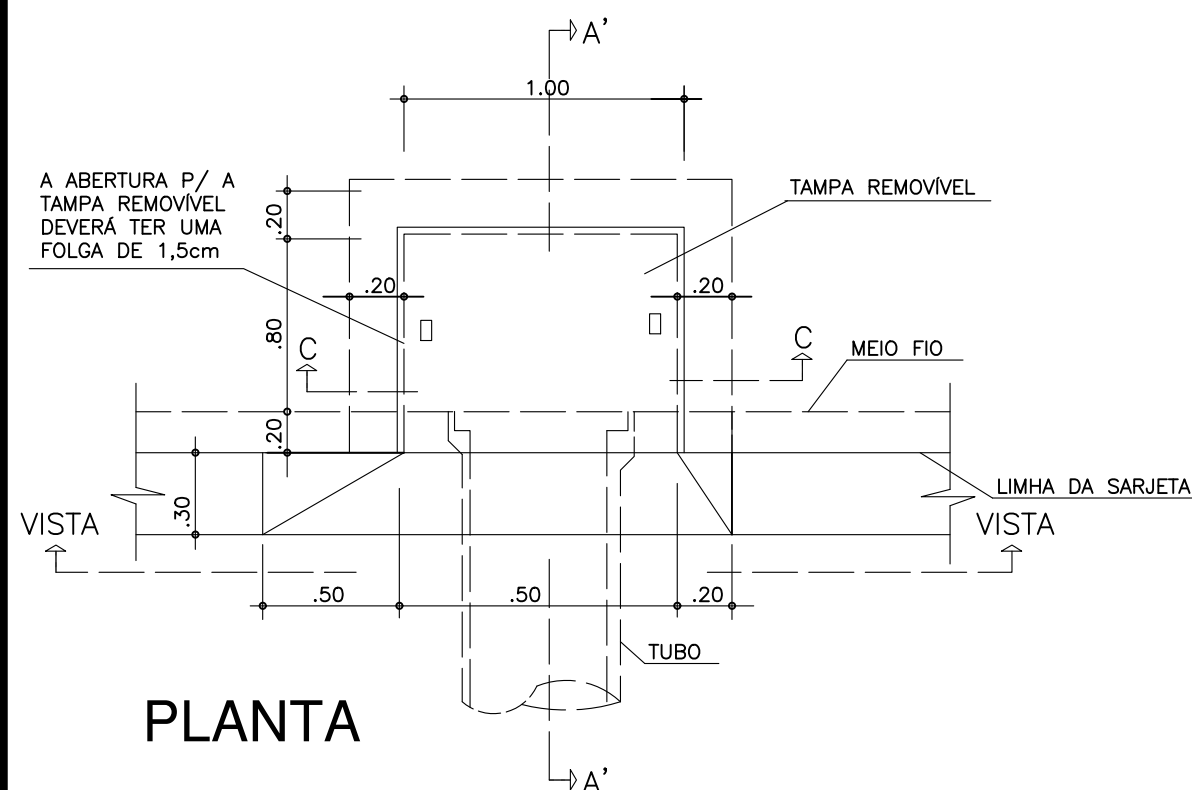 A'
1.00
A ABERTURA P/ A
TAMPA REMOVÍVEL
DEVERÁ TER UMA
FOLGA DE 1,5cm
TAMPA REMOVÍVEL
.20
.20
.20
.80
C
C
MEIO FIO
.20
.30
LIMHA DA SARJETA
VISTA
VISTA
.50
.50
.20
TUBO
PLANTA
A'